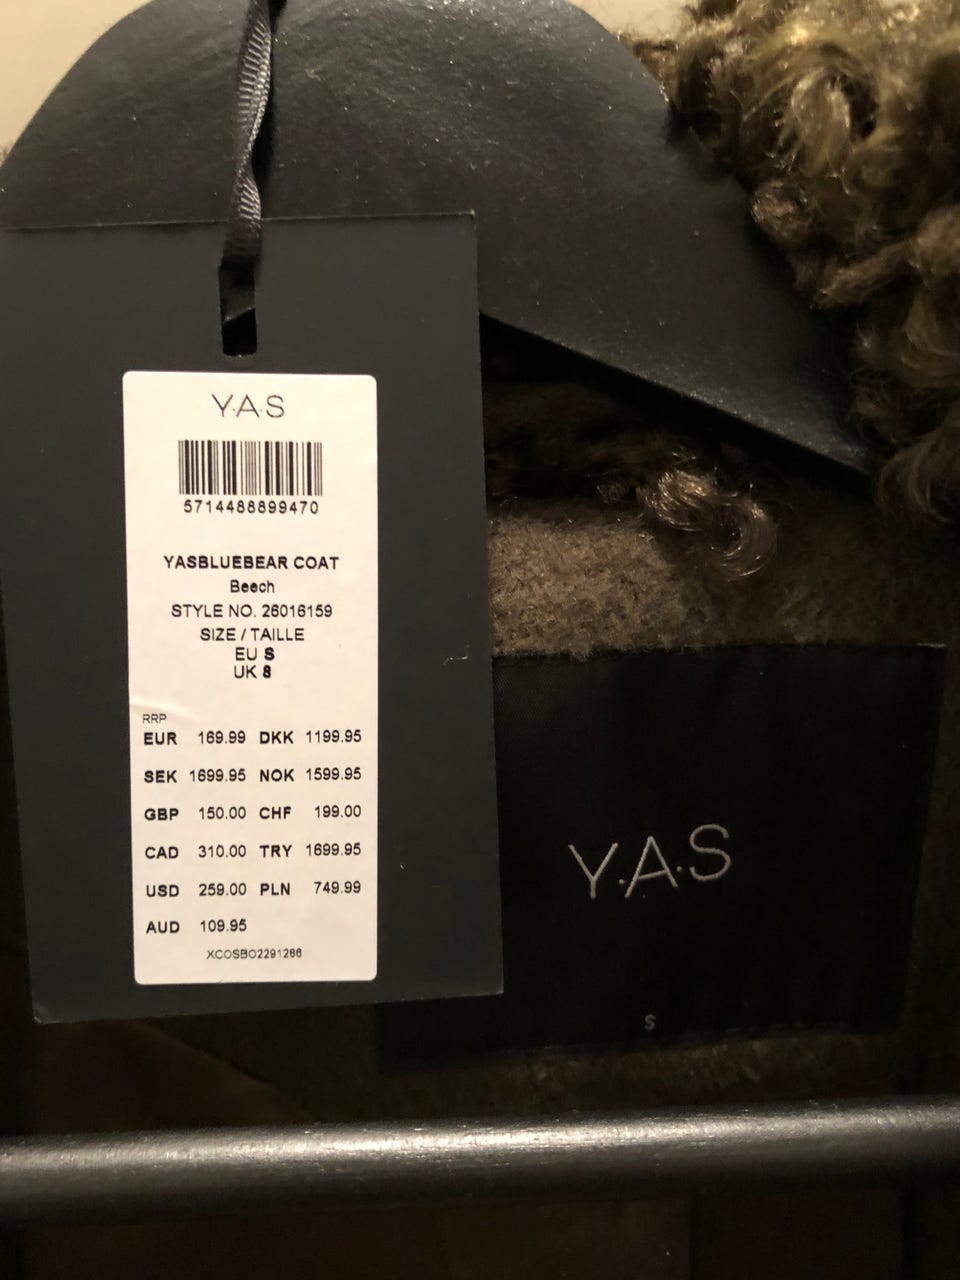 Y.A.S
5714488899470
YASBLUEBEAR COAT
Beech
STYLE NO. 26016159
SIZE / TAILLE
EU S
UK 8
RRP
EUR 169.99 DKK 1199.95
SEK 1699.95 NOK 1599.95
GBP 150.00 CHF 199.00
CAD 310.00 TRY 1699.95
USD 259.00 PLN 749.99
AUD 109.95
XCOSBO2291286
Y.A.S
S